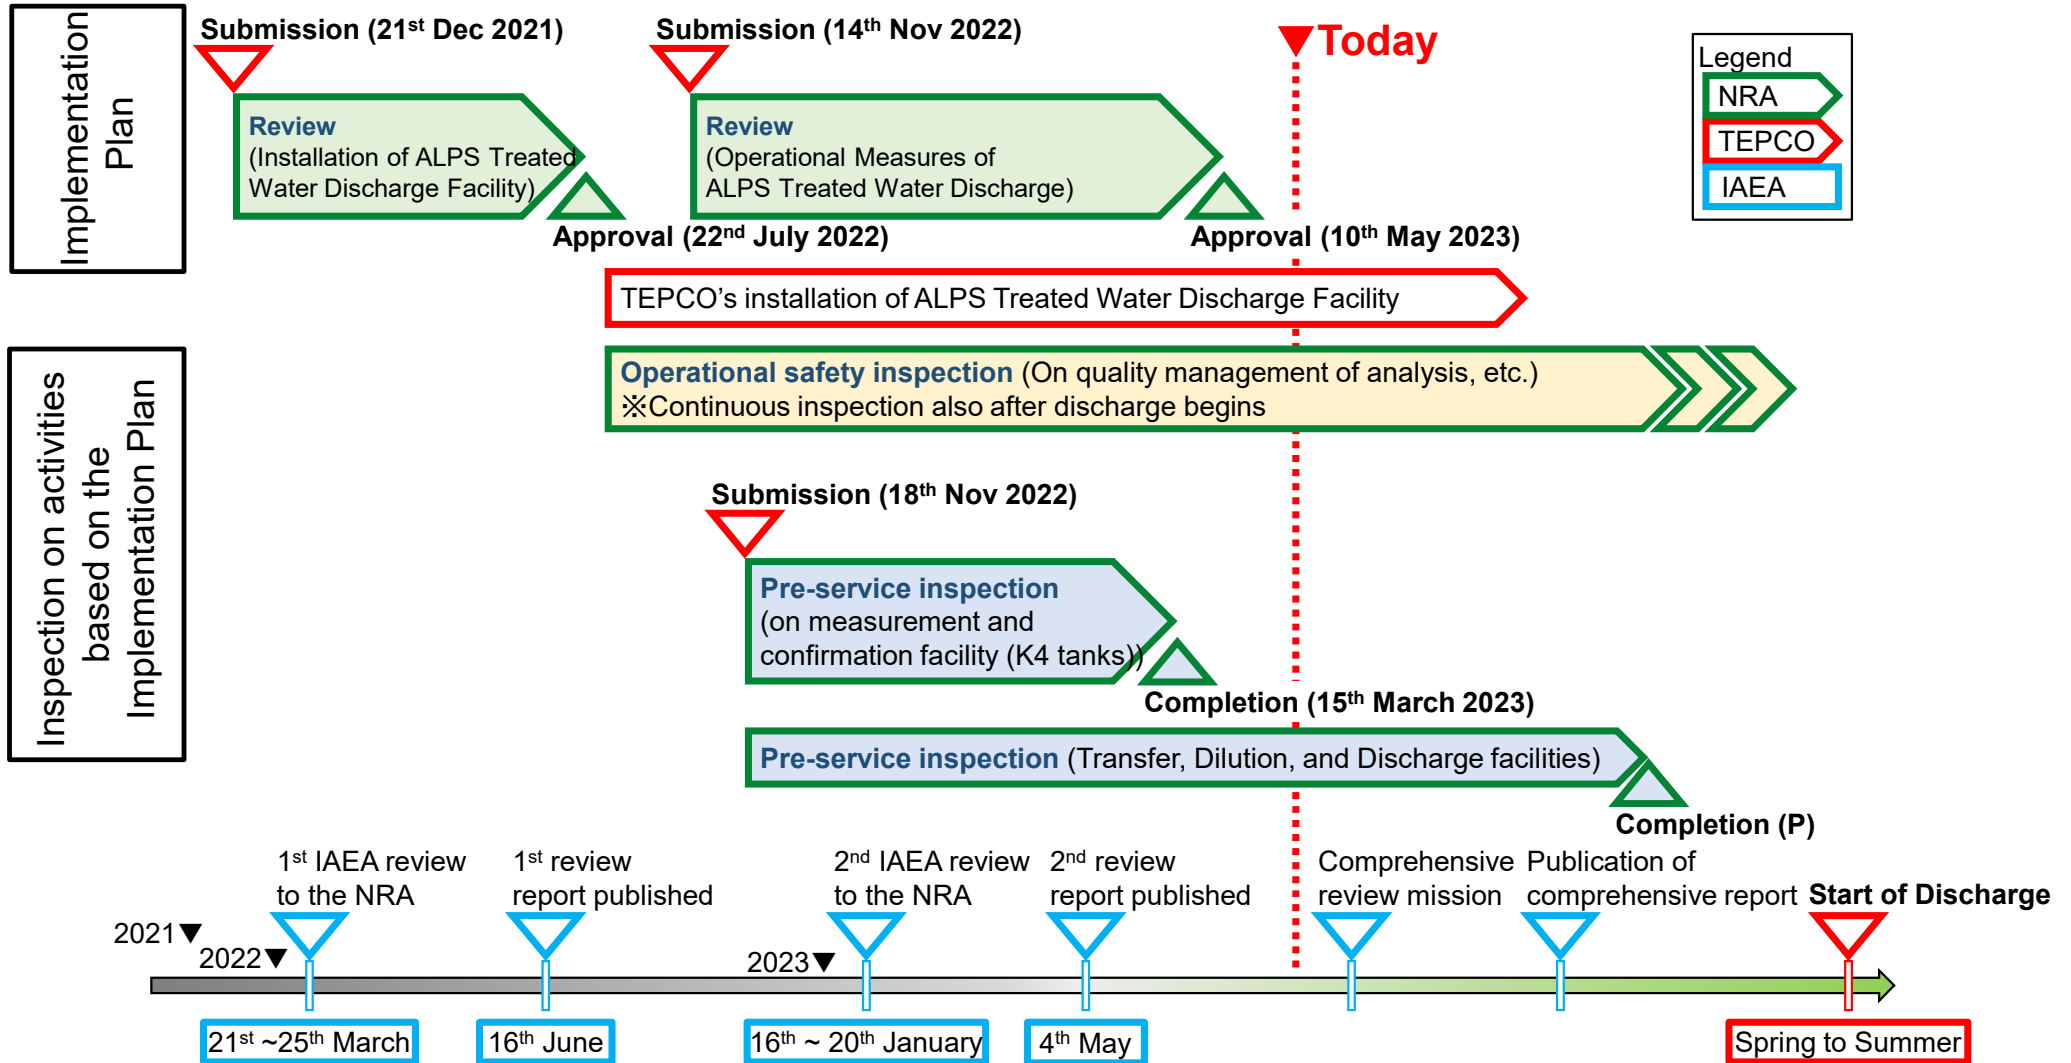 Implementation
Plan
Submission (21st Dec 2021)
Submission (14th Nov 2022)
Today
Legend
NRA
TEPCO
IAEA
Review
(Installation of ALPS Treated
Water Discharge Facility)
Review
(Operational Measures of
ALPS Treated Water Discharge)
Approval (22nd July 2022)
Approval (10th May 2023)
TEPCO’s installation of ALPS Treated Water Discharge Facility
Inspection on activities
based on the
Implementation Plan
Operational safety inspection (On quality management of analysis, etc.)
※Continuous inspection also after discharge begins
Submission (18th Nov 2022)
Pre-service inspection
(on measurement and
confirmation facility (K4 tanks))
Completion (15th March 2023)
Pre-service inspection (Transfer, Dilution, and Discharge facilities)
Completion (P)
1st IAEA review
to the NRA
1st review
report published
2nd IAEA review
to the NRA
2nd review
report published
Comprehensive
review mission
Publication of
comprehensive report
Start of Discharge
2021▼
2022▼
2023▼
21st ~25th March
16th June
16th ~ 20th January
4th May
Spring to Summer